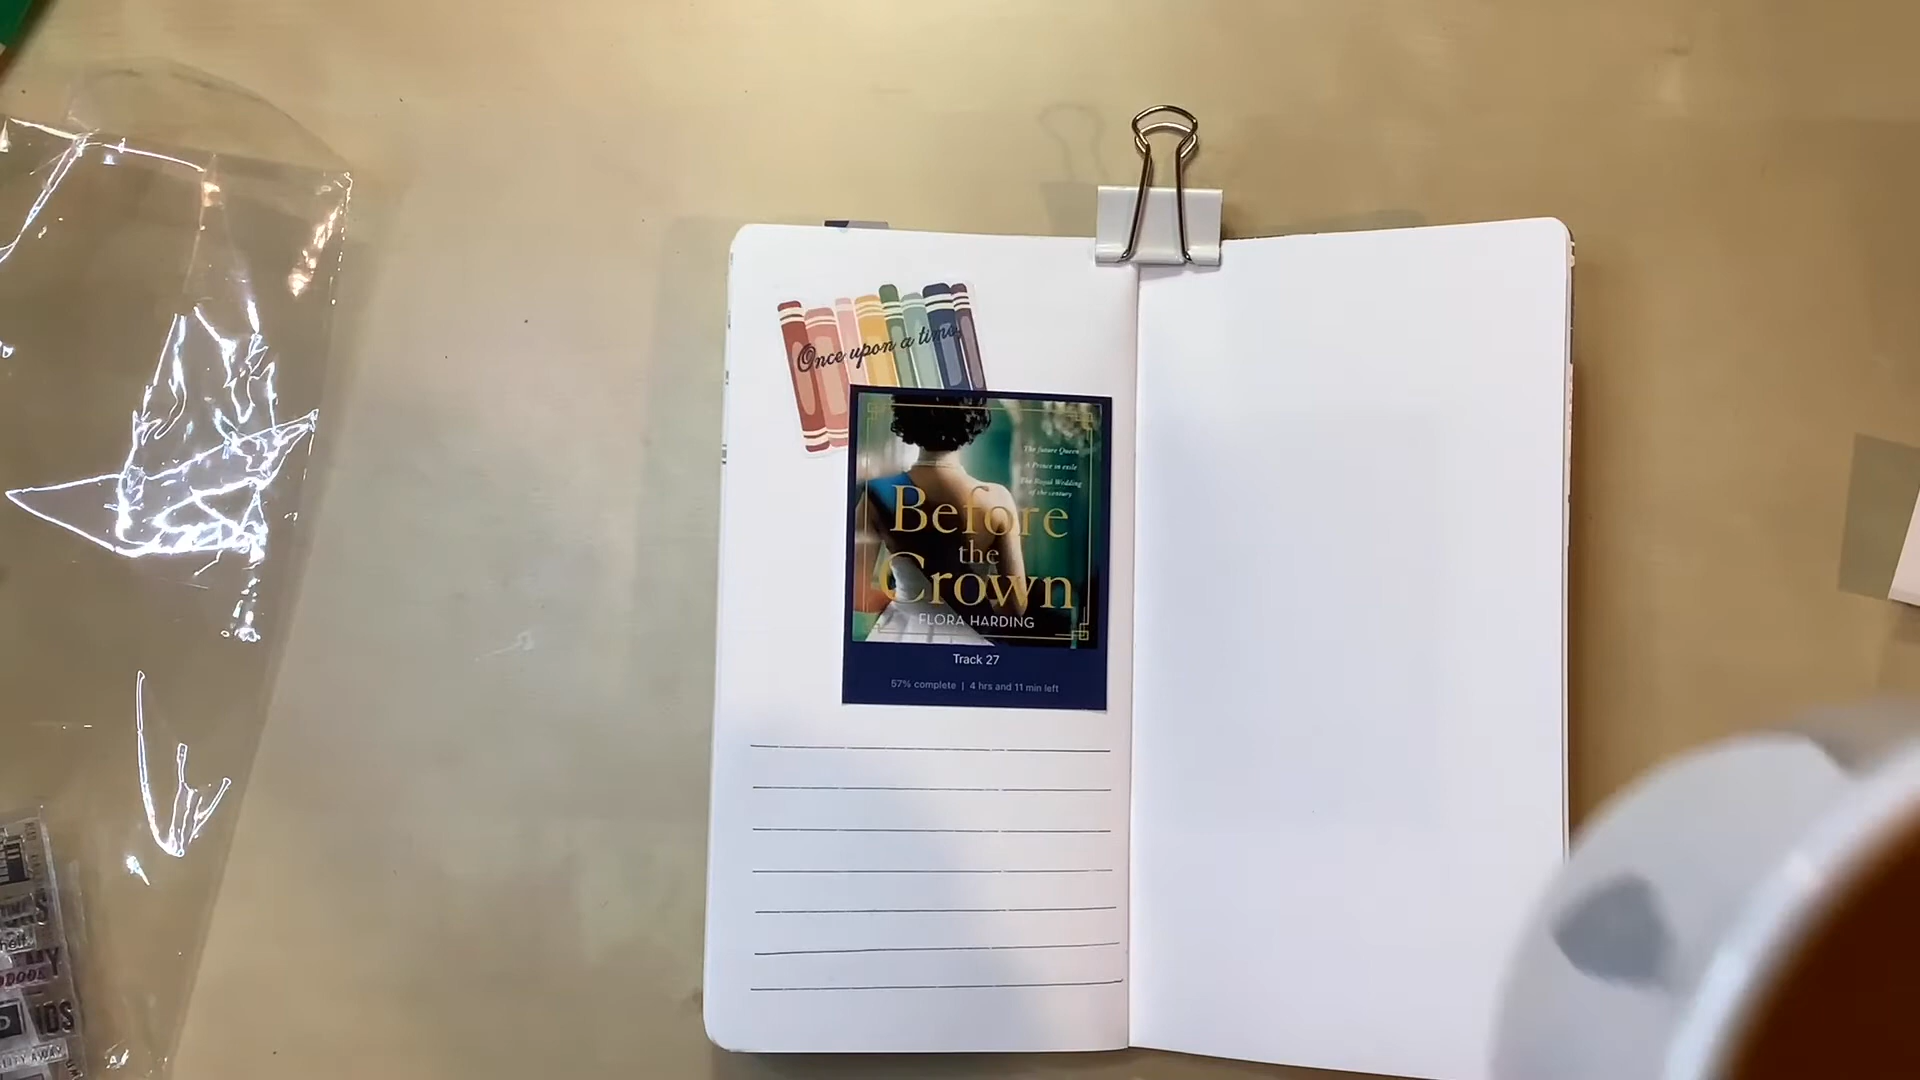 Once upon a time,
The future Queen
A Prince in exile
The Royal Wedding
of the century
Before
the
Crown
FLORA HARDING
Track 27
57% complete | 4 hrs and 11 min left